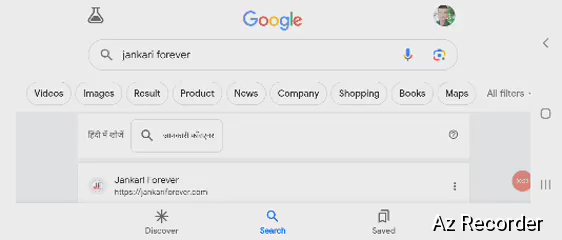 Google
jankari forever
Videos Images Result Product News Company Shopping Books Maps All filters
हिंदी में खोजें जानकारी फॉरएवर
Jankari Forever
https://jankariforever.com
Discover Search Saved
Az Recorder